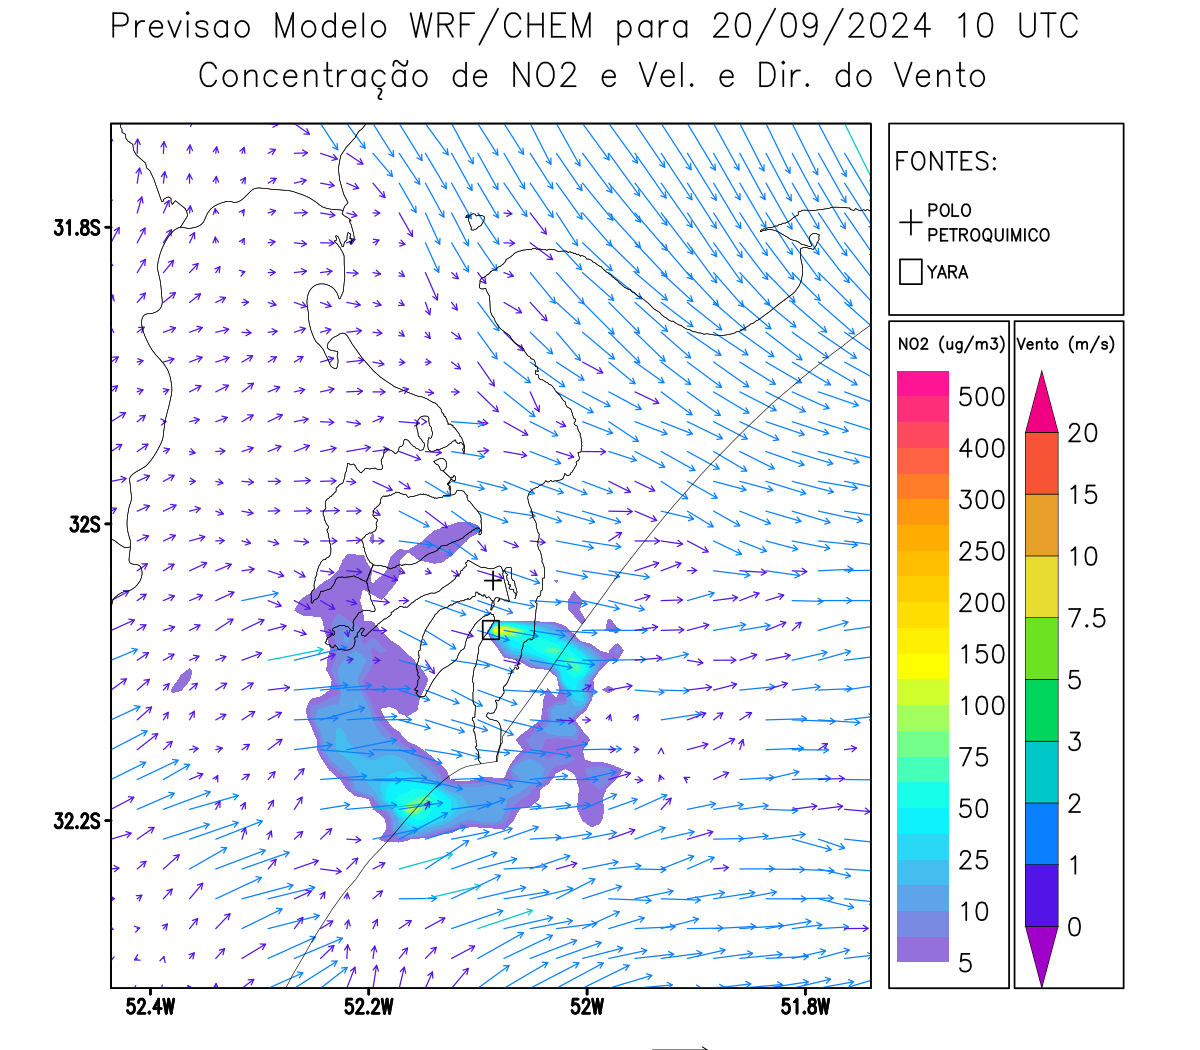 Previsao Modelo WRF/CHEM para 20/09/2024 10 UTC
Concentração de NO2 e Vel. e Dir. do Vento
FONTES:
POLO
PETROQUIMICO
YARA
NO2 (ug/m3)
500
400
300
250
200
150
100
75
50
25
10
5
Vento (m/s)
20
15
10
7.5
5
3
2
1
0
31.8S
32S
32.2S
52.4W
52.2W
52W
51.8W